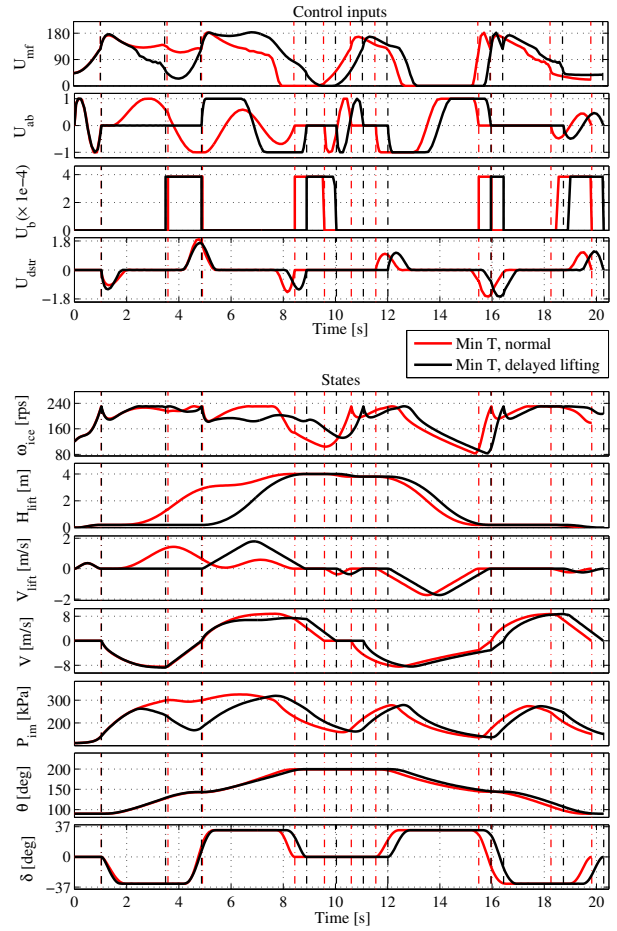 Control inputs
180
90
0
U_mf
1
0
−1
U_ab
4
2
0
U_b(× 1e−4)
1.8
0
−1.8
U_dstr
0 2 4 6 8 10 12 14 16 18 20
Time [s]
Min T, normal
Min T, delayed lifting
States
240
160
80
ω_ice [rps]
4
2
0
H_lift [m]
2
0
−2
V_lift [m/s]
8
0
−8
V [m/s]
300
200
P_im [kPa]
200
150
100
θ [deg]
37
0
−37
δ [deg]
0 2 4 6 8 10 12 14 16 18 20
Time [s]